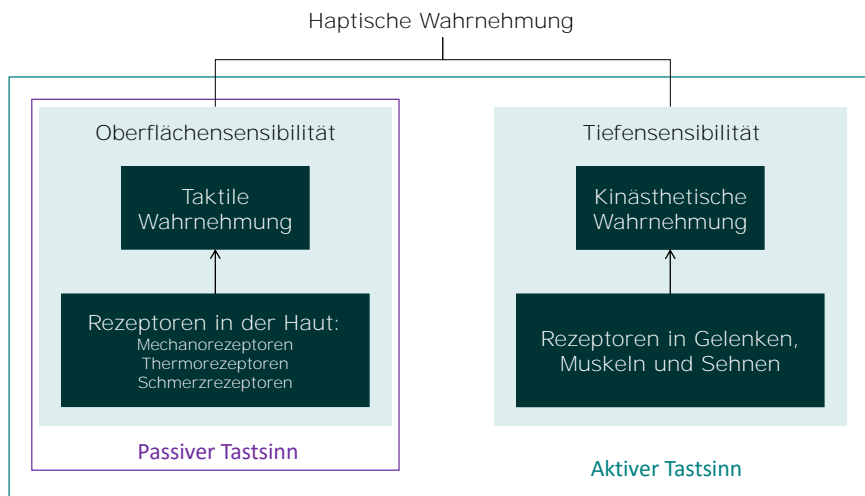 Haptische Wahrnehmung
Oberflächensensibilität
Taktile
Wahrnehmung
Rezeptoren in der Haut:
Mechanorezeptoren
Thermorezeptoren
Schmerzrezeptoren
Passiver Tastsinn
Tiefensensibilität
Kinästhetische
Wahrnehmung
Rezeptoren in Gelenken,
Muskeln und Sehnen
Aktiver Tastsinn